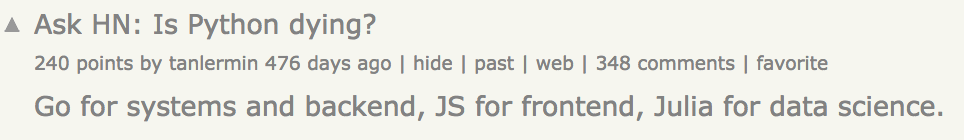 Ask HN: Is Python dying?
240 points by tanlermin 476 days ago | hide | past | web | 348 comments | favorite
Go for systems and backend, JS for frontend, Julia for data science.